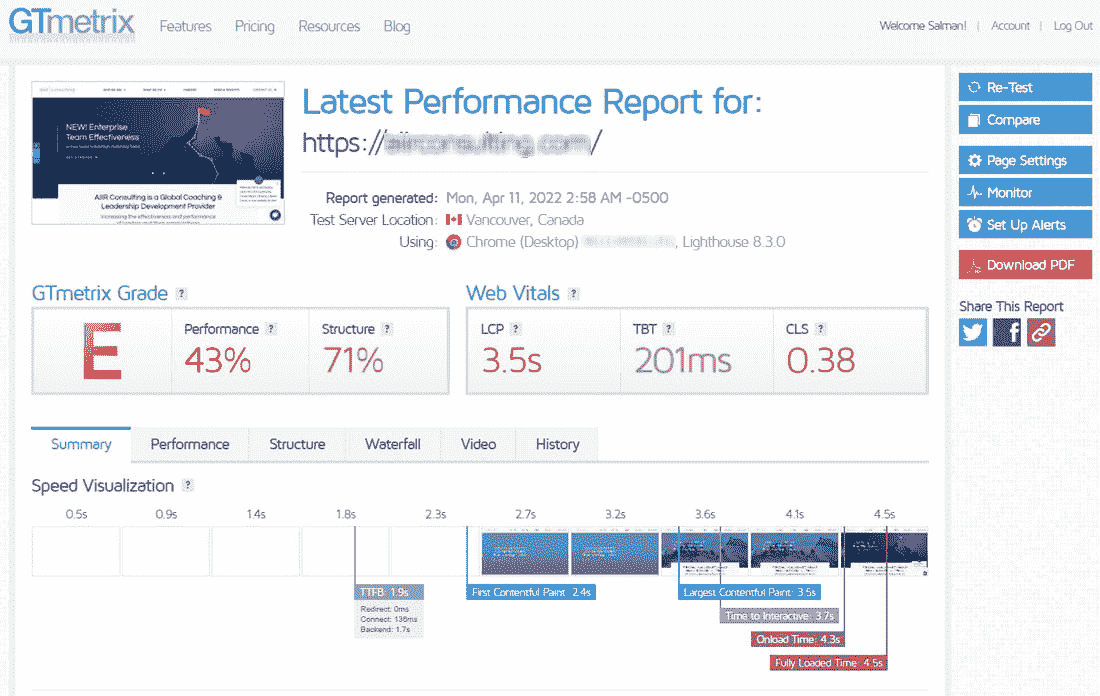 GTmetrix Features Pricing Resources Blog Welcome Salman! | Account | Log Out
NEW! Enterprise
Team Effectiveness
AIIR Consulting is a Global Coaching &
Leadership Development Provider
Increasing the effectiveness and performance
Latest Performance Report for:
https://aiirconsulting.com/
Report generated: Mon, Apr 11, 2022 2:58 AM -0500
Test Server Location: Vancouver, Canada
Using: Chrome (Desktop) , Lighthouse 8.3.0
Re-Test
Compare
Page Settings
Monitor
Set Up Alerts
Download PDF
Share This Report
GTmetrix Grade ?
E
Performance ?
43%
Structure ?
71%
Web Vitals ?
LCP ?
3.5s
TBT ?
201ms
CLS ?
0.38
Summary Performance Structure Waterfall Video History
Speed Visualization ?
0.5s 0.9s 1.4s 1.8s 2.3s 2.7s 3.2s 3.6s 4.1s 4.5s
TTFB: 1.9s
Redirect: 0ms
Connect: 136ms
Backend: 1.7s
First Contentful Paint: 2.4s
Largest Contentful Paint: 3.5s
Time to Interactive: 3.7s
Onload Time: 4.3s
Fully Loaded Time: 4.5s